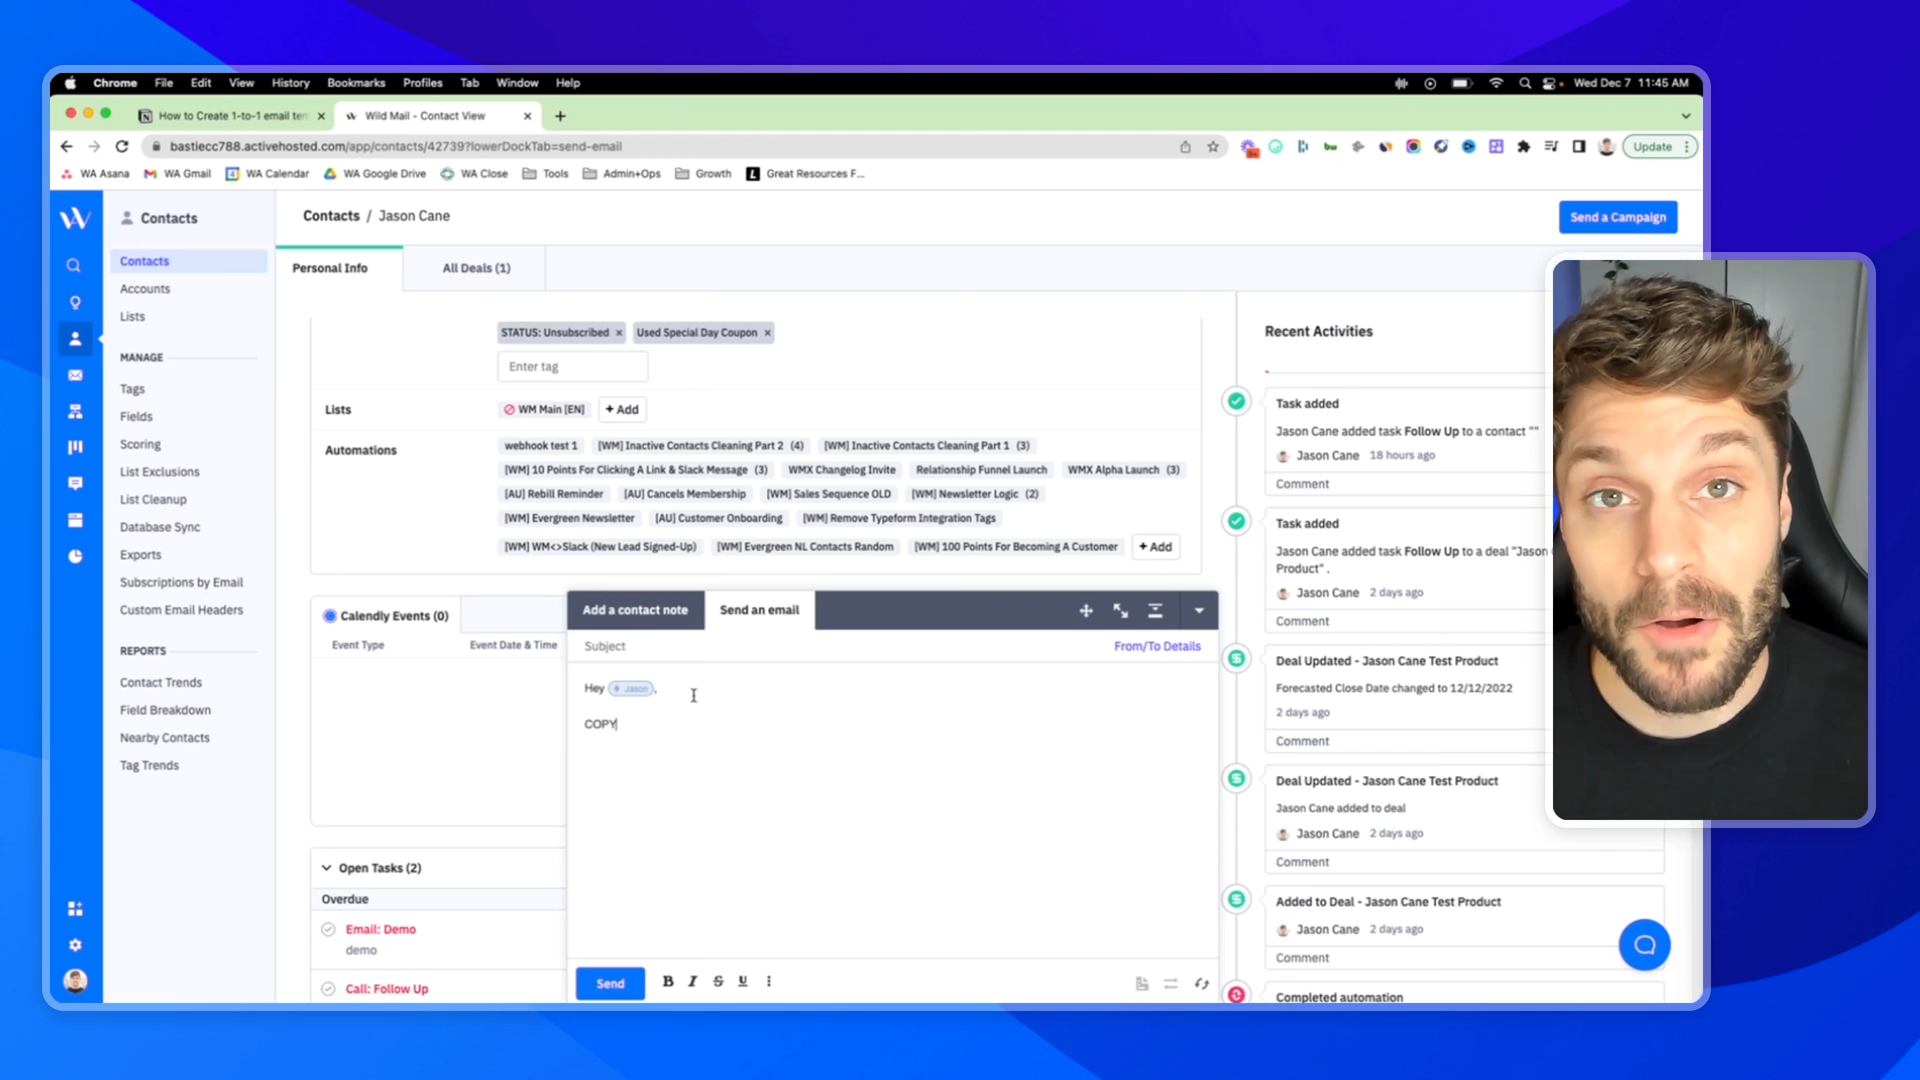 Chrome File Edit View History Bookmarks Profiles Tab Window Help
Wed Dec 7 11:45 AM
How to Create 1-to-1 email tem
Wild Mail - Contact View
bastiecc788.activehosted.com/app/contacts/42739?lowerDockTab=send-email
Update
WA Asana WA Gmail WA Calendar WA Google Drive WA Close Tools Admin+Ops Growth Great Resources F...
Contacts
Contacts
Accounts
Lists
MANAGE
Tags
Fields
Scoring
List Exclusions
List Cleanup
Database Sync
Exports
Subscriptions by Email
Custom Email Headers
REPORTS
Contact Trends
Field Breakdown
Nearby Contacts
Tag Trends
Contacts / Jason Cane
Send a Campaign
Personal Info
All Deals (1)
STATUS: Unsubscribed × Used Special Day Coupon ×
Enter tag
Lists
WM Main [EN] + Add
Automations
webhook test 1 [WM] Inactive Contacts Cleaning Part 2 (4) [WM] Inactive Contacts Cleaning Part 1 (3)
[WM] 10 Points For Clicking A Link & Slack Message (3) WMX Changelog Invite Relationship Funnel Launch WMX Alpha Launch (3)
[AU] Rebill Reminder [AU] Cancels Membership [WM] Sales Sequence OLD [WM] Newsletter Logic (2)
[WM] Evergreen Newsletter [AU] Customer Onboarding [WM] Remove Typeform Integration Tags
[WM] WM<>Slack (New Lead Signed-Up) [WM] Evergreen NL Contacts Random [WM] 100 Points For Becoming A Customer + Add
Calendly Events (0)
Event Type Event Date & Time
Open Tasks (2)
Overdue
Email: Demo
demo
Call: Follow Up
Add a contact note
Send an email
Subject
From/To Details
Hey Jason,
COPY
Send B I S U
Recent Activities
Task added
Jason Cane added task Follow Up to a contact ""
Jason Cane 18 hours ago
Comment
Task added
Jason Cane added task Follow Up to a deal "Jason
Product" .
Jason Cane 2 days ago
Comment
Deal Updated - Jason Cane Test Product
Forecasted Close Date changed to 12/12/2022
2 days ago
Comment
Deal Updated - Jason Cane Test Product
Jason Cane added to deal
Jason Cane 2 days ago
Comment
Added to Deal - Jason Cane Test Product
Jason Cane 2 days ago
Comment
Completed automation